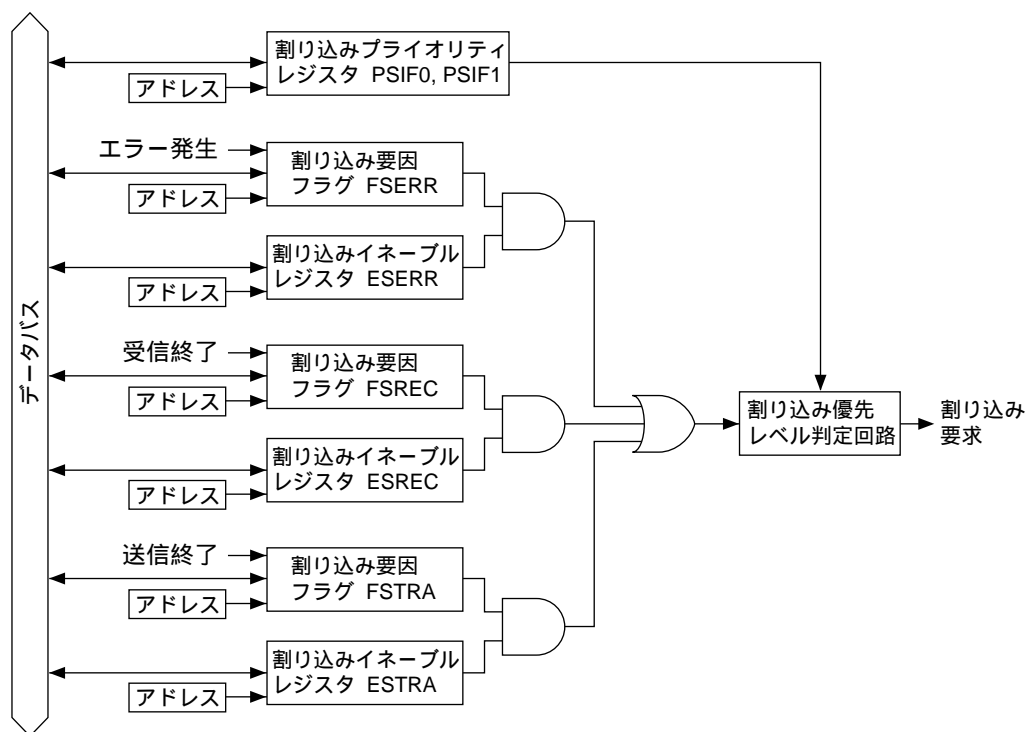 データバス
割り込みプライオリティ
レジスタ PSIF0, PSIF1
アドレス
エラー発生
割り込み要因
フラグ FSERR
アドレス
割り込みイネーブル
レジスタ ESERR
アドレス
受信終了
割り込み要因
フラグ FSREC
アドレス
割り込みイネーブル
レジスタ ESREC
アドレス
送信終了
割り込み要因
フラグ FSTRA
アドレス
割り込みイネーブル
レジスタ ESTRA
アドレス
割り込み優先
レベル判定回路
割り込み
要求